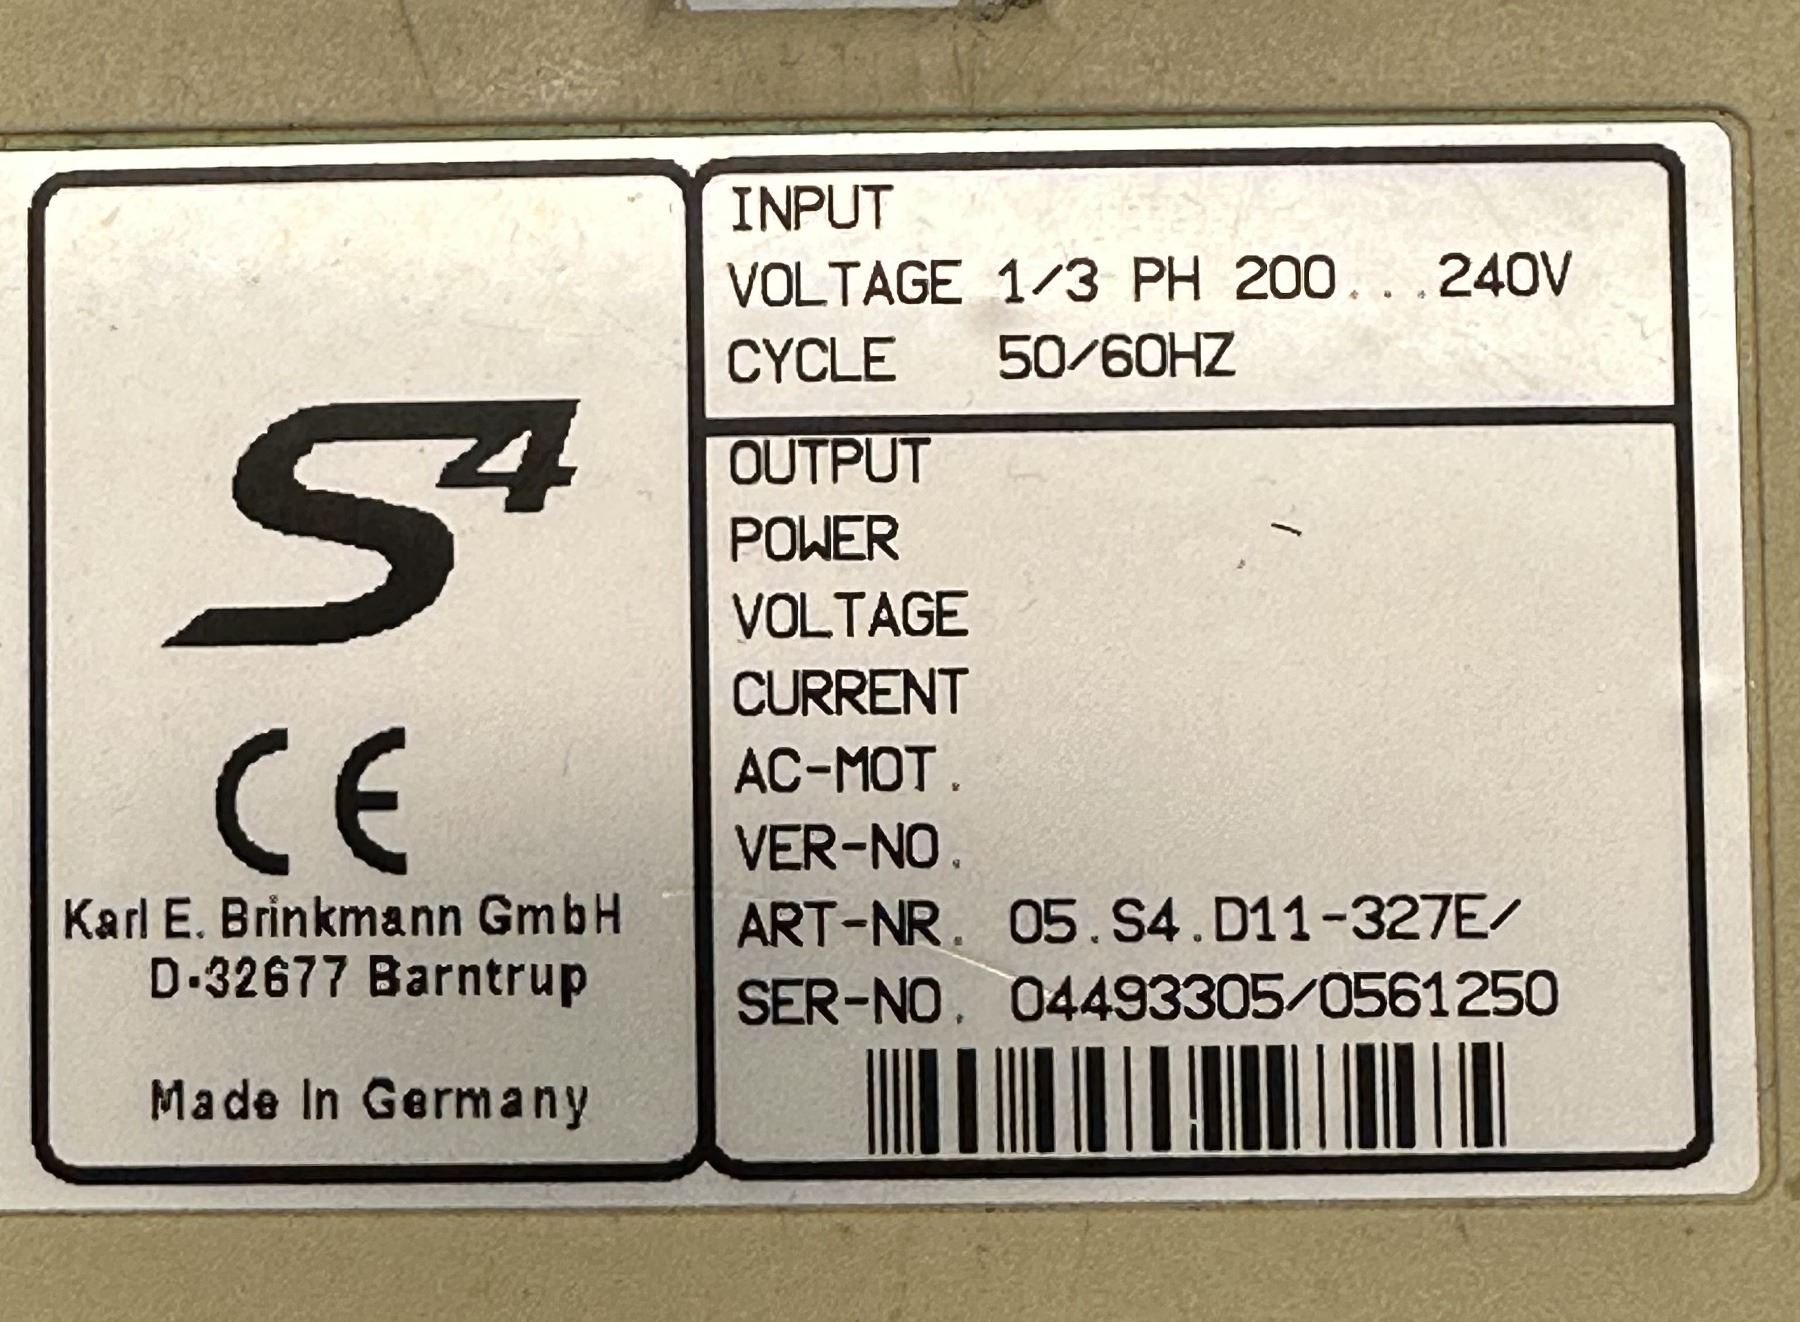 S4
CE
Karl E. Brinkmann GmbH
D-32677 Barntrup
Made In Germany
INPUT
VOLTAGE 1/3 PH 200...240V
CYCLE 50/60HZ
OUTPUT
POWER
VOLTAGE
CURRENT
AC-MOT.
VER-NO.
ART-NR. 05.S4.D11-327E/
SER-NO. 04493305/0561250